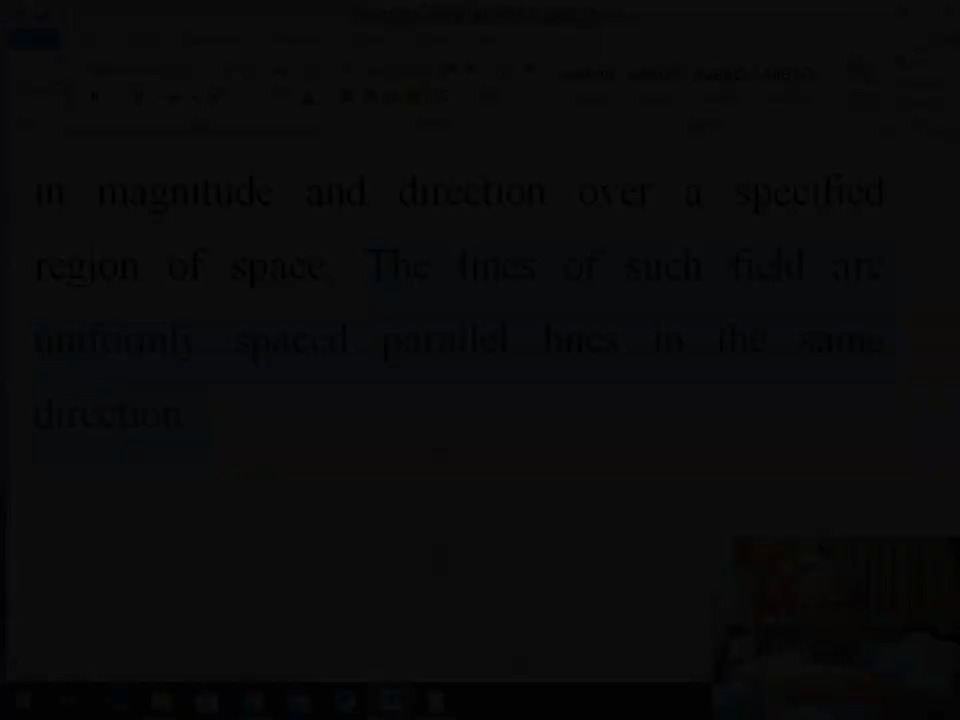 in magnitude and direction over a specified
region of space. The lines of such field are
uniformly spaced parallel lines in the same
direction.